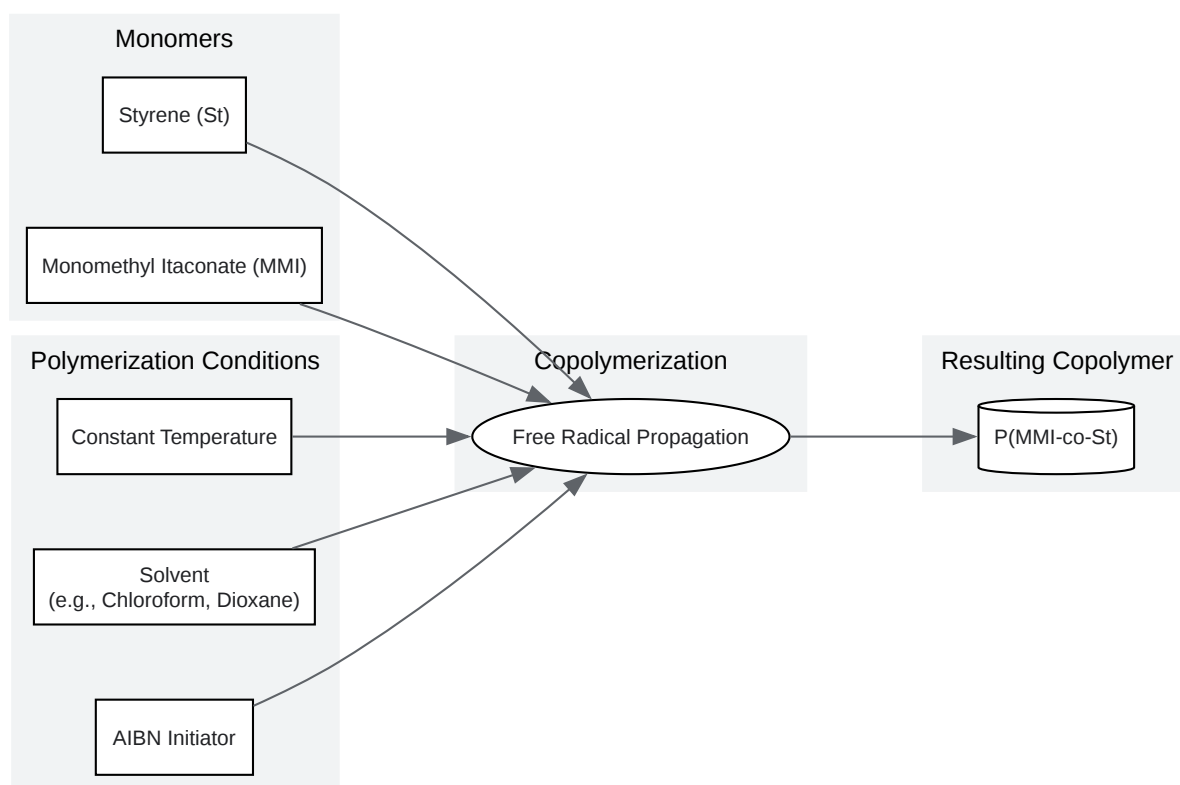 Monomers
Styrene (St)
Monomethyl Itaconate (MMI)
Polymerization Conditions
Constant Temperature
Solvent
(e.g., Chloroform, Dioxane)
AIBN Initiator
Copolymerization
Free Radical Propagation
Resulting Copolymer
P(MMI-co-St)